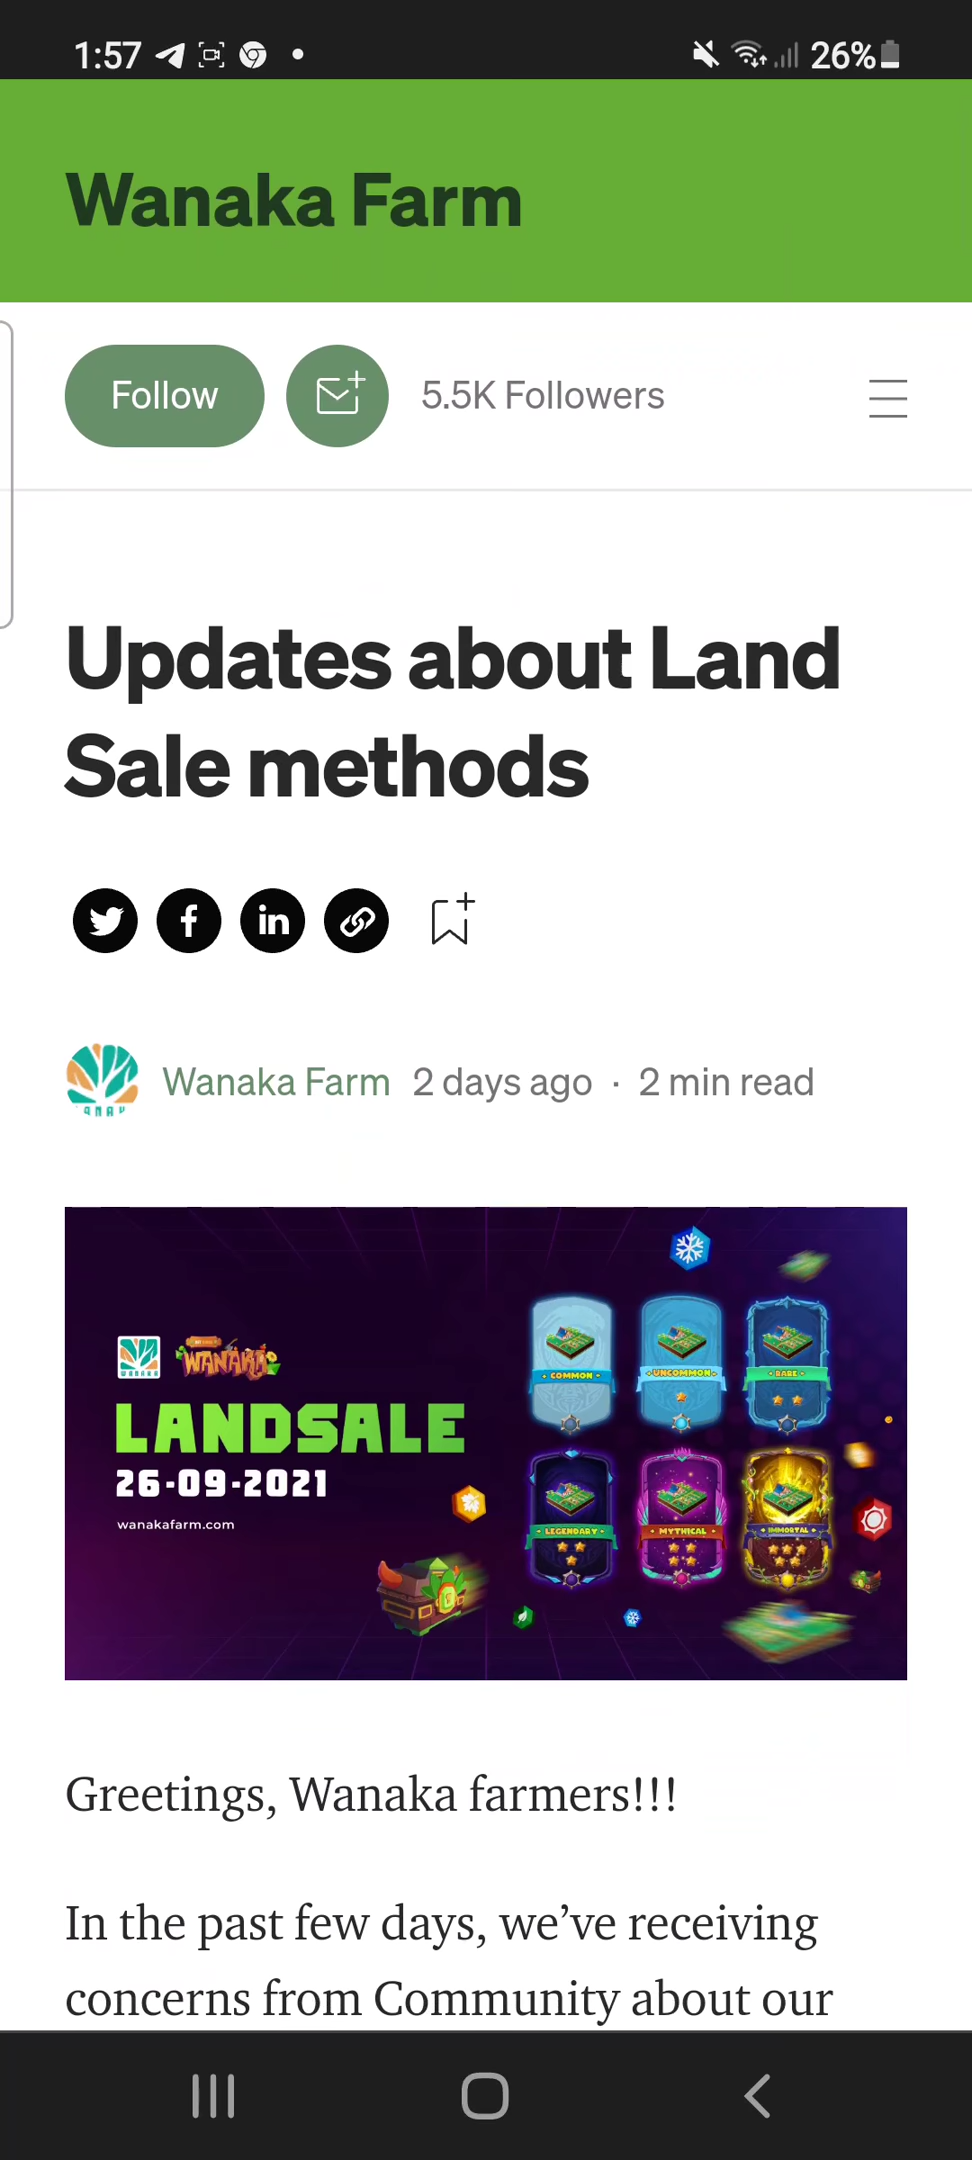 1:57
26%
Wanaka Farm
Follow
5.5K Followers
Updates about Land
Sale methods
Wanaka Farm 2 days ago · 2 min read
WANAKA
LANDSALE
26-09-2021
wanakafarm.com
COMMON
UNCOMMON
RARE
LEGENDARY
MYTHICAL
IMMORTAL
Greetings, Wanaka farmers!!!
In the past few days, we’ve receiving
concerns from Community about our